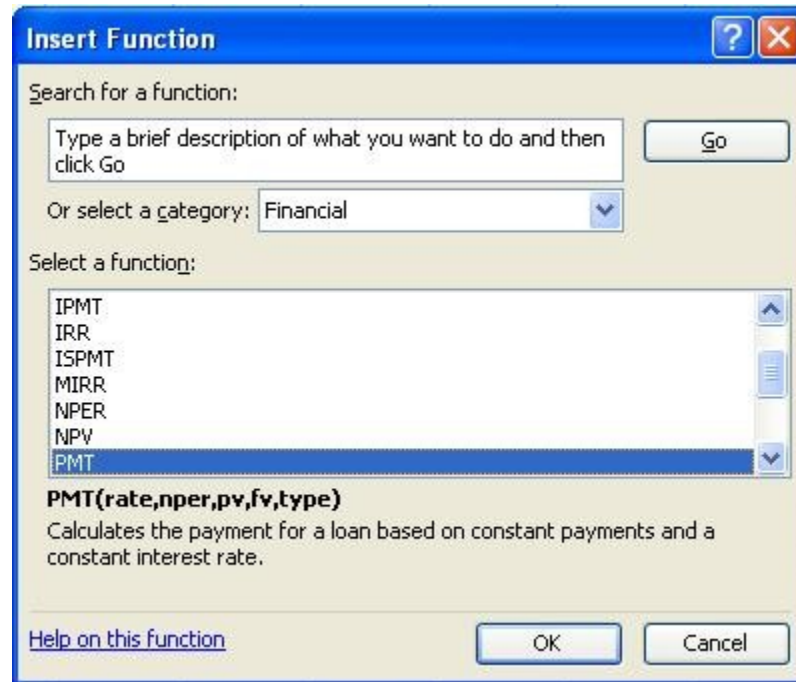 Insert Function
Search for a function:
Type a brief description of what you want to do and then
click Go
Go
Or select a category: Financial
Select a function:
IPMT
IRR
ISPMT
MIRR
NPER
NPV
PMT
PMT(rate,nper,pv,fv,type)
Calculates the payment for a loan based on constant payments and a
constant interest rate.
Help on this function
OK
Cancel